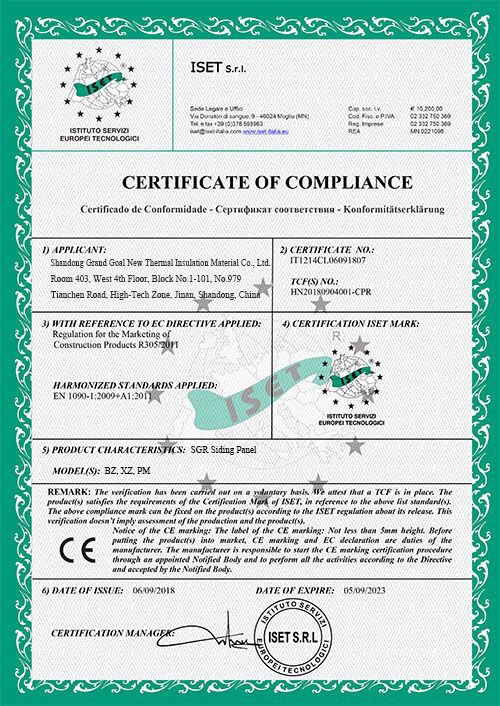 ISET
ISTITUTO SERVIZI
EUROPEI TECNOLOGICI
ISET S.r.l.
Sede Legale e Uffici
Via Donatori di sangue, 9 - 46024 Moglia (MN)
Tel. e fax +39 (0)376 598963
iset@iset-italia.com www.iset-italia.eu
Cap. soc. i.v. € 10.200,00
Cod. Fisc. e P.IVA 02 332 750 369
Reg. Imprese 02 332 750 369
REA MN 0221098
CERTIFICATE OF COMPLIANCE
Certificado de Conformidade - Сертификат соответствия - Konformitätserklärung
1) APPLICANT:
Shandong Grand Goal New Thermal Insulation Material Co., Ltd.
Room 403, West 4th Floor, Block No.1-101, No.979
Tianchen Road, High-Tech Zone, Jinan, Shandong, China
2) CERTIFICATE NO.:
IT1214CL06091807
TCF(S) NO.:
HN20180904001-CPR
3) WITH REFERENCE TO EC DIRECTIVE APPLIED:
Regulation for the Marketing of
Construction Products R305/2011
HARMONIZED STANDARDS APPLIED:
EN 1090-1:2009+A1:2011
4) CERTIFICATION ISET MARK:
R
ISET
ISTITUTO SERVIZI
EUROPEI TECNOLOGICI
ISET
5) PRODUCT CHARACTERISTICS: SGR Siding Panel
MODEL(S): BZ, XZ, PM
REMARK: The verification has been carried out on a voluntary basis. We attest that a TCF is in place. The
product(s) satisfies the requirements of the Certification Mark of ISET, in reference to the above list standard(s).
The above compliance mark can be fixed on the product(s) according to the ISET regulation about its release. This
verification doesn't imply assessment of the production and the product(s).
CE
Notice of the CE marking: The label of the CE marking: Not less than 5mm height. Before
putting the product(s) into market, CE marking and EC declaration are duties of the
manufacturer. The manufacturer is responsible to start the CE marking certification procedure
through an appointed Notified Body and to perform all the activities according to the Directive
and accepted by the Notified Body.
6) DATE OF ISSUE: 06/09/2018
DATE OF EXPIRE: 05/09/2023
CERTIFICATION MANAGER:
ISTITUTO SERVIZI
ISET S.R.L
EUROPEI TECNOLOGICI